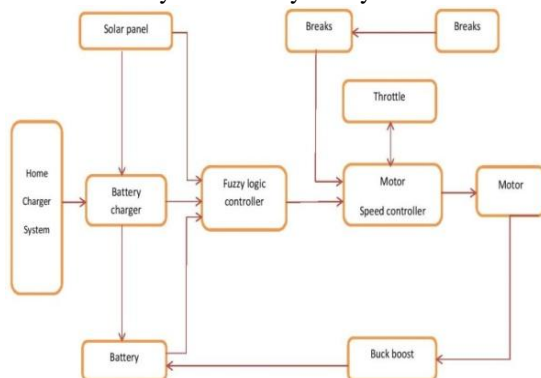 Solar panel
Breaks
Breaks
Throttle
Home
Charger
System
Battery
charger
Fuzzy logic
controller
Motor
Speed controller
Motor
Battery
Buck boost